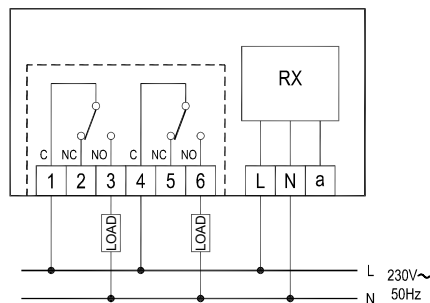 RX
C NC NO C NC NO
1 2 3 4 5 6 L N a
LOAD LOAD
L 230V~
N 50Hz